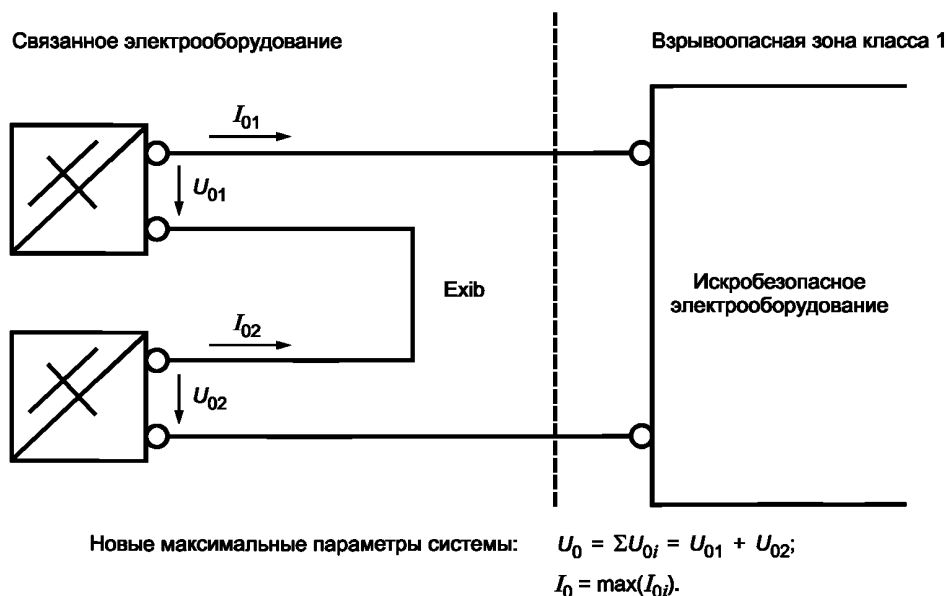 Связанное электрооборудование
Взрывоопасная зона класса 1
I01
U01
Exib
Искробезопасное
электрооборудование
I02
U02
Новые максимальные параметры системы: U0 = ΣU0i = U01 + U02;
I0 = max(I0i).